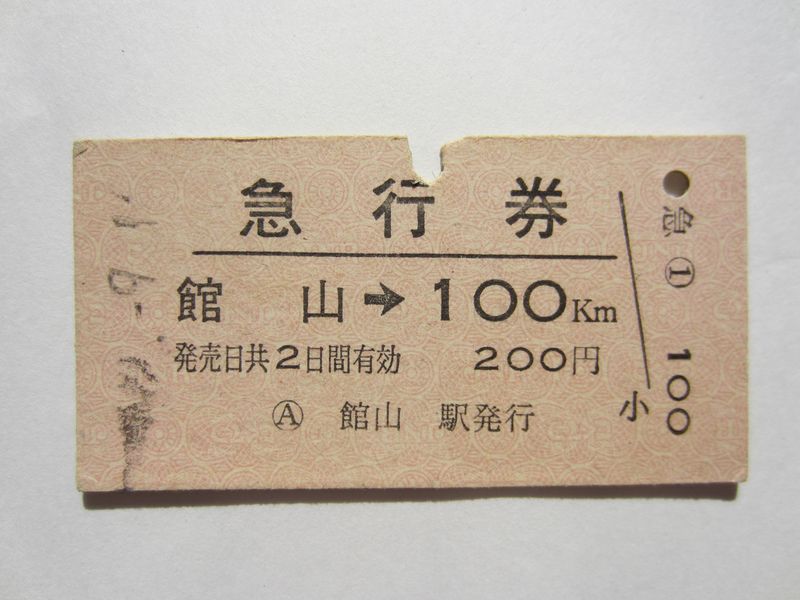 急行券
館山→100Km
発売日共2日間有効 200円
Ⓐ 館山 駅発行
小
急 ① 100